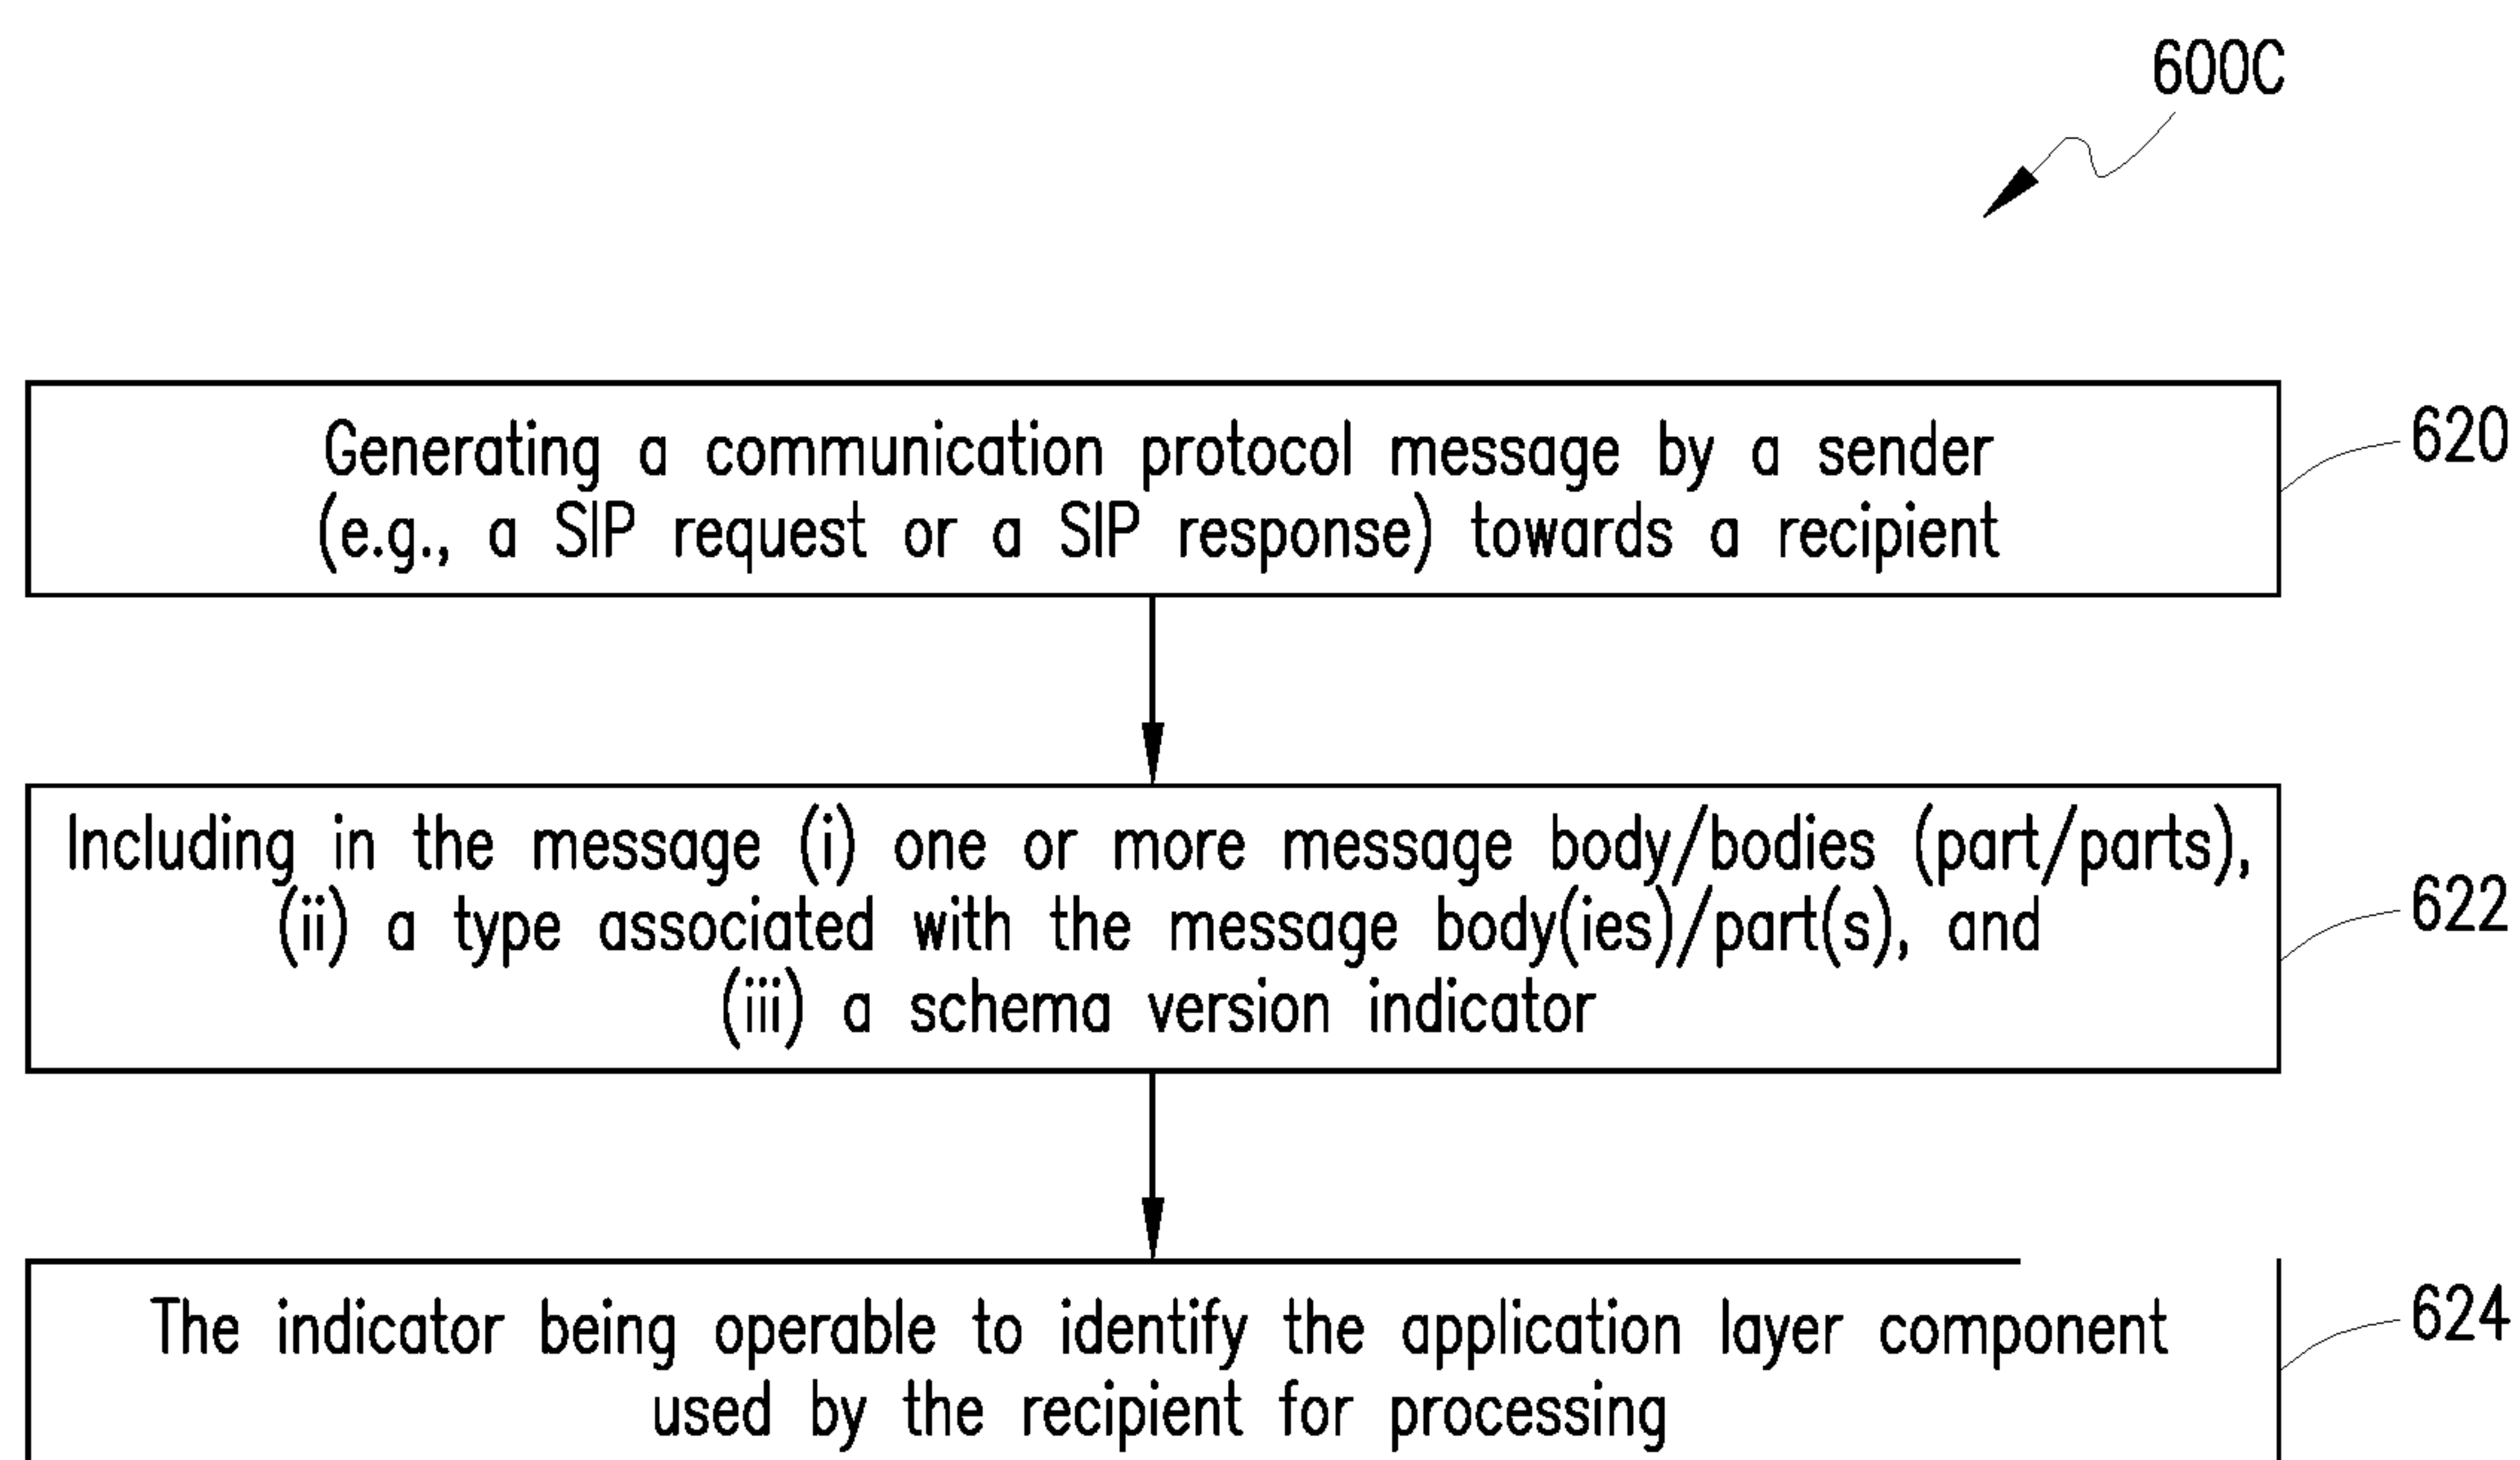 600C
Generating a communication protocol message by a sender
(e.g., a SIP request or a SIP response) towards a recipient
620
Including in the message (i) one or more message body/bodies (part/parts),
(ii) a type associated with the message body(ies)/part(s), and
(iii) a schema version indicator
622
The indicator being operable to identify the application layer component
used by the recipient for processing
624